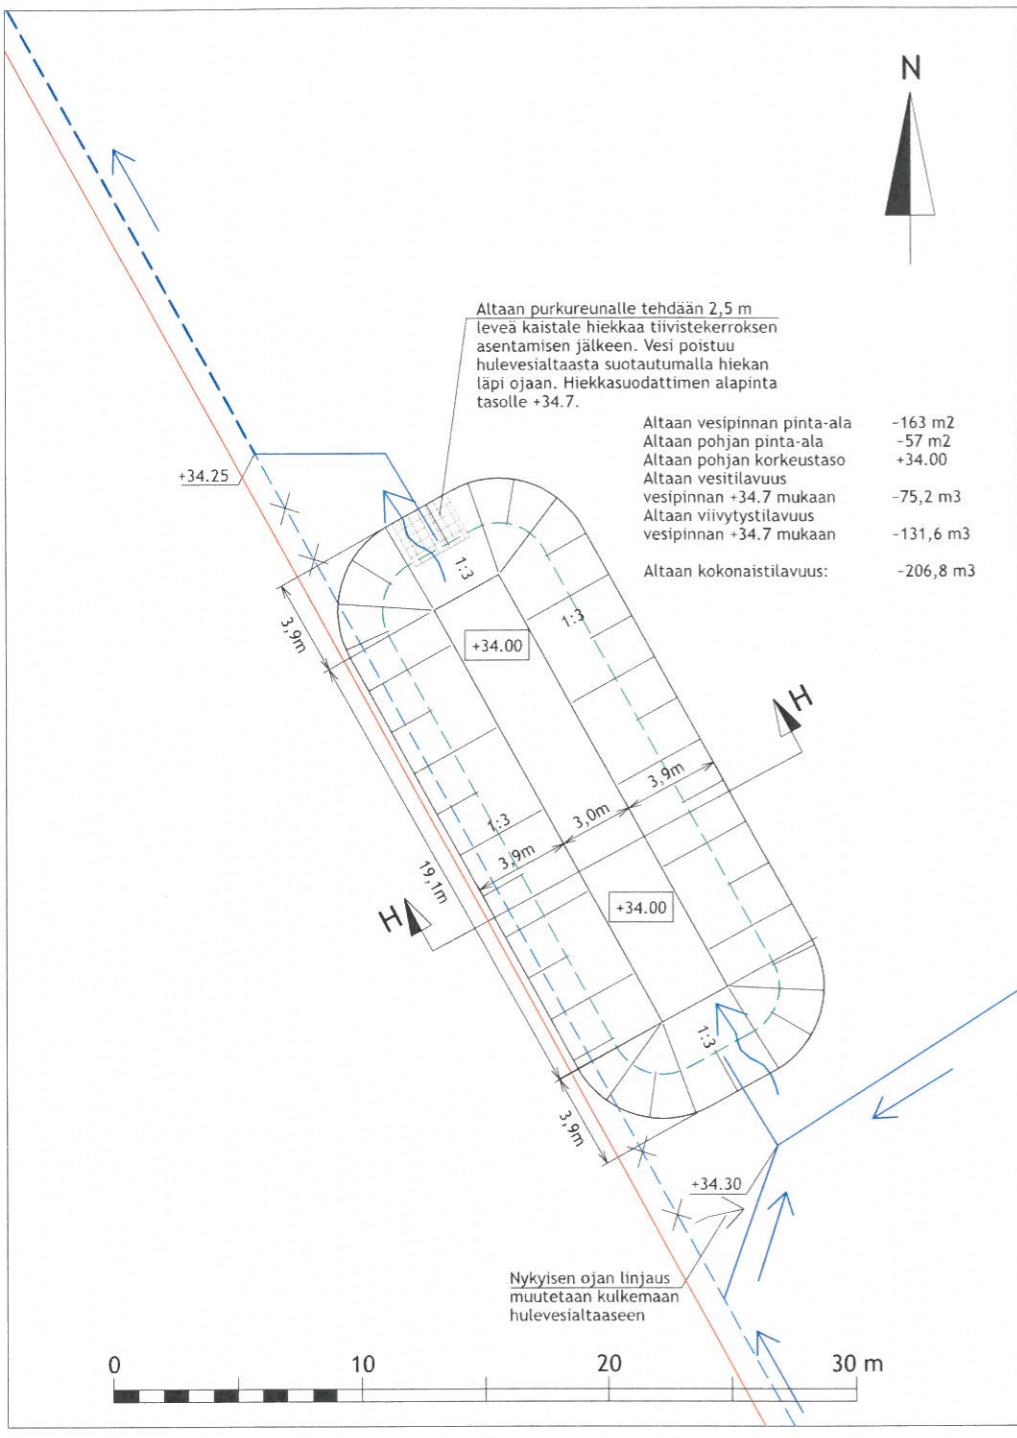 N
Altaan purkureunalle tehdään 2,5 m
leveä kaistale hiekkaa tiivistekerroksen
asentamisen jälkeen. Vesi poistuu
hulevesialtaasta suotautumalla hiekan
läpi ojaan. Hiekkasuodattimen alapinta
tasolle +34.7.
Altaan vesipinnan pinta-ala ~163 m2
Altaan pohjan pinta-ala ~57 m2
Altaan pohjan korkeustaso +34.00
Altaan vesitilavuus
vesipinnan +34.7 mukaan ~75,2 m3
Altaan viivytystilavuus
vesipinnan +34.7 mukaan ~131,6 m3
Altaan kokonaistilavuus: ~206,8 m3
+34.25
1:3
3,9m
+34.00
1:3
H
3,9m
3,0m
1:3
3,9m
19,1m
H
+34.00
1:3
3,9m
+34.30
Nykyisen ojan linjaus
muutetaan kulkemaan
hulevesialtaaseen
0 10 20 30 m